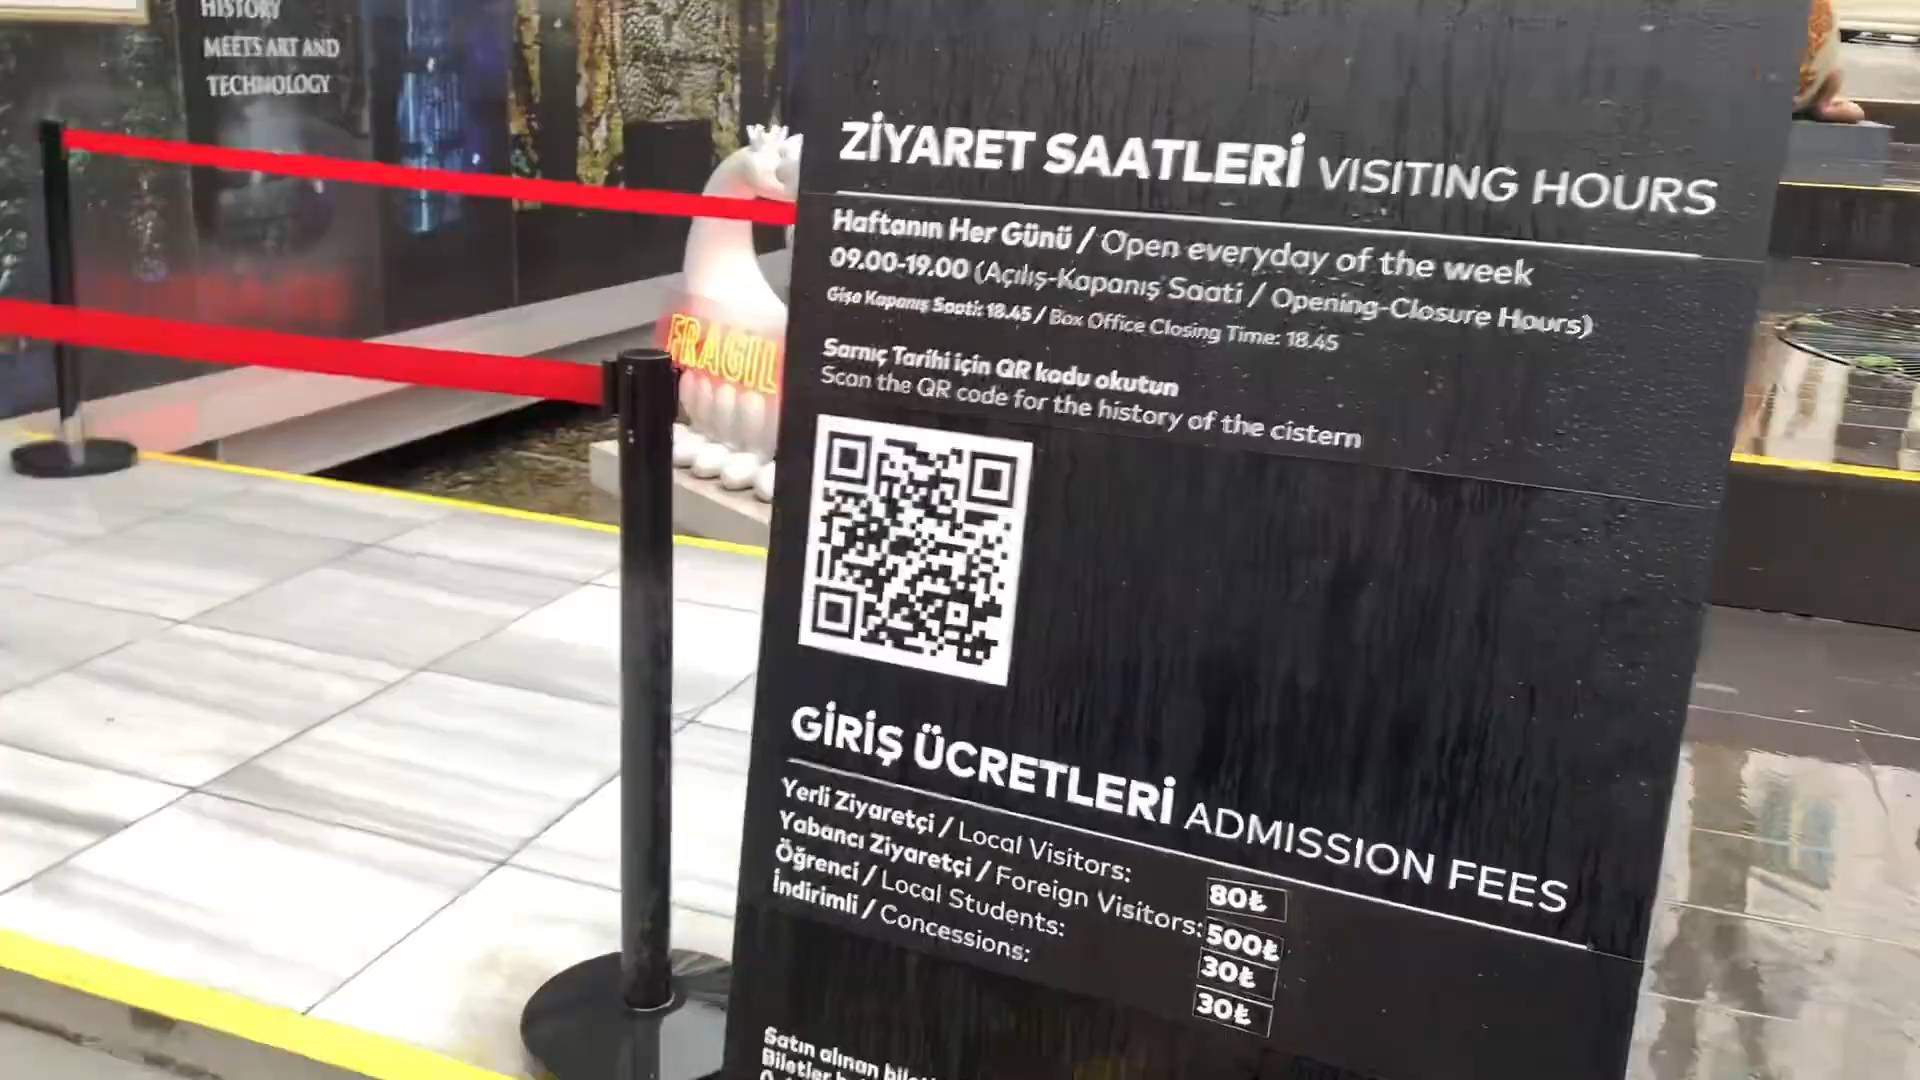 HISTORY
MEETS ART AND
TECHNOLOGY
FRAGIL
ZİYARET SAATLERİ VISITING HOURS
Haftanın Her Günü / Open everyday of the week
09.00-19.00 (Açılış-Kapanış Saati / Opening-Closure Hours)
Gişe Kapanış Saati: 18.45 / Box Office Closing Time: 18.45
Sarnıç Tarihi için QR kodu okutun
Scan the QR code for the history of the cistern
GİRİŞ ÜCRETLERİ ADMISSION FEES
Yerli Ziyaretçi / Local Visitors: 80₺
Yabancı Ziyaretçi / Foreign Visitors: 500₺
Öğrenci / Local Students: 30₺
İndirimli / Concessions: 30₺
Satın alınan
Biletler